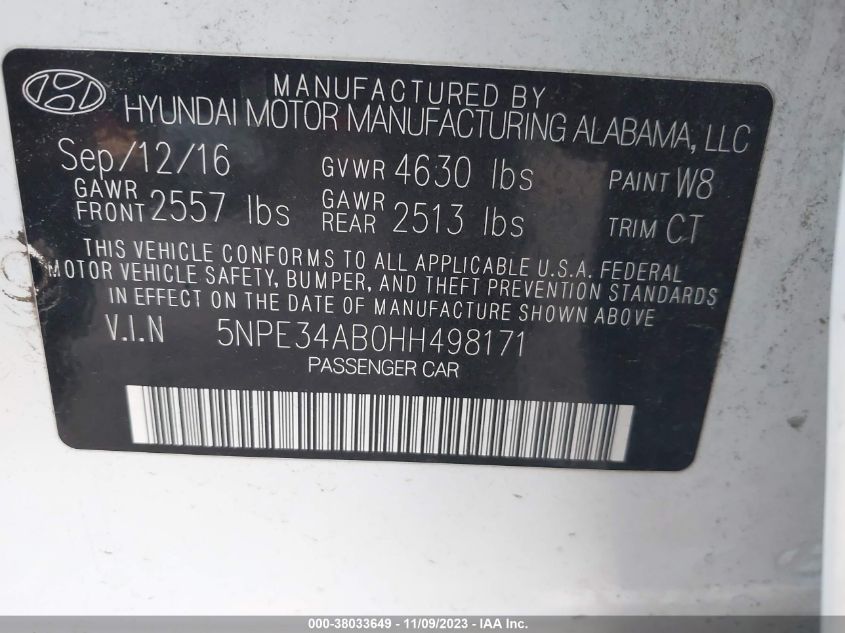 MANUFACTURED BY
HYUNDAI MOTOR MANUFACTURING ALABAMA, LLC
Sep/12/16 GVWR 4630 lbs PAINT W8
GAWR FRONT 2557 lbs GAWR REAR 2513 lbs TRIM CT
THIS VEHICLE CONFORMS TO ALL APPLICABLE U.S.A. FEDERAL
MOTOR VEHICLE SAFETY, BUMPER, AND THEFT PREVENTION STANDARDS
IN EFFECT ON THE DATE OF MANUFACTURE SHOWN ABOVE
V.I.N 5NPE34AB0HH498171
PASSENGER CAR
000-38033649 - 11/09/2023 - IAA Inc.